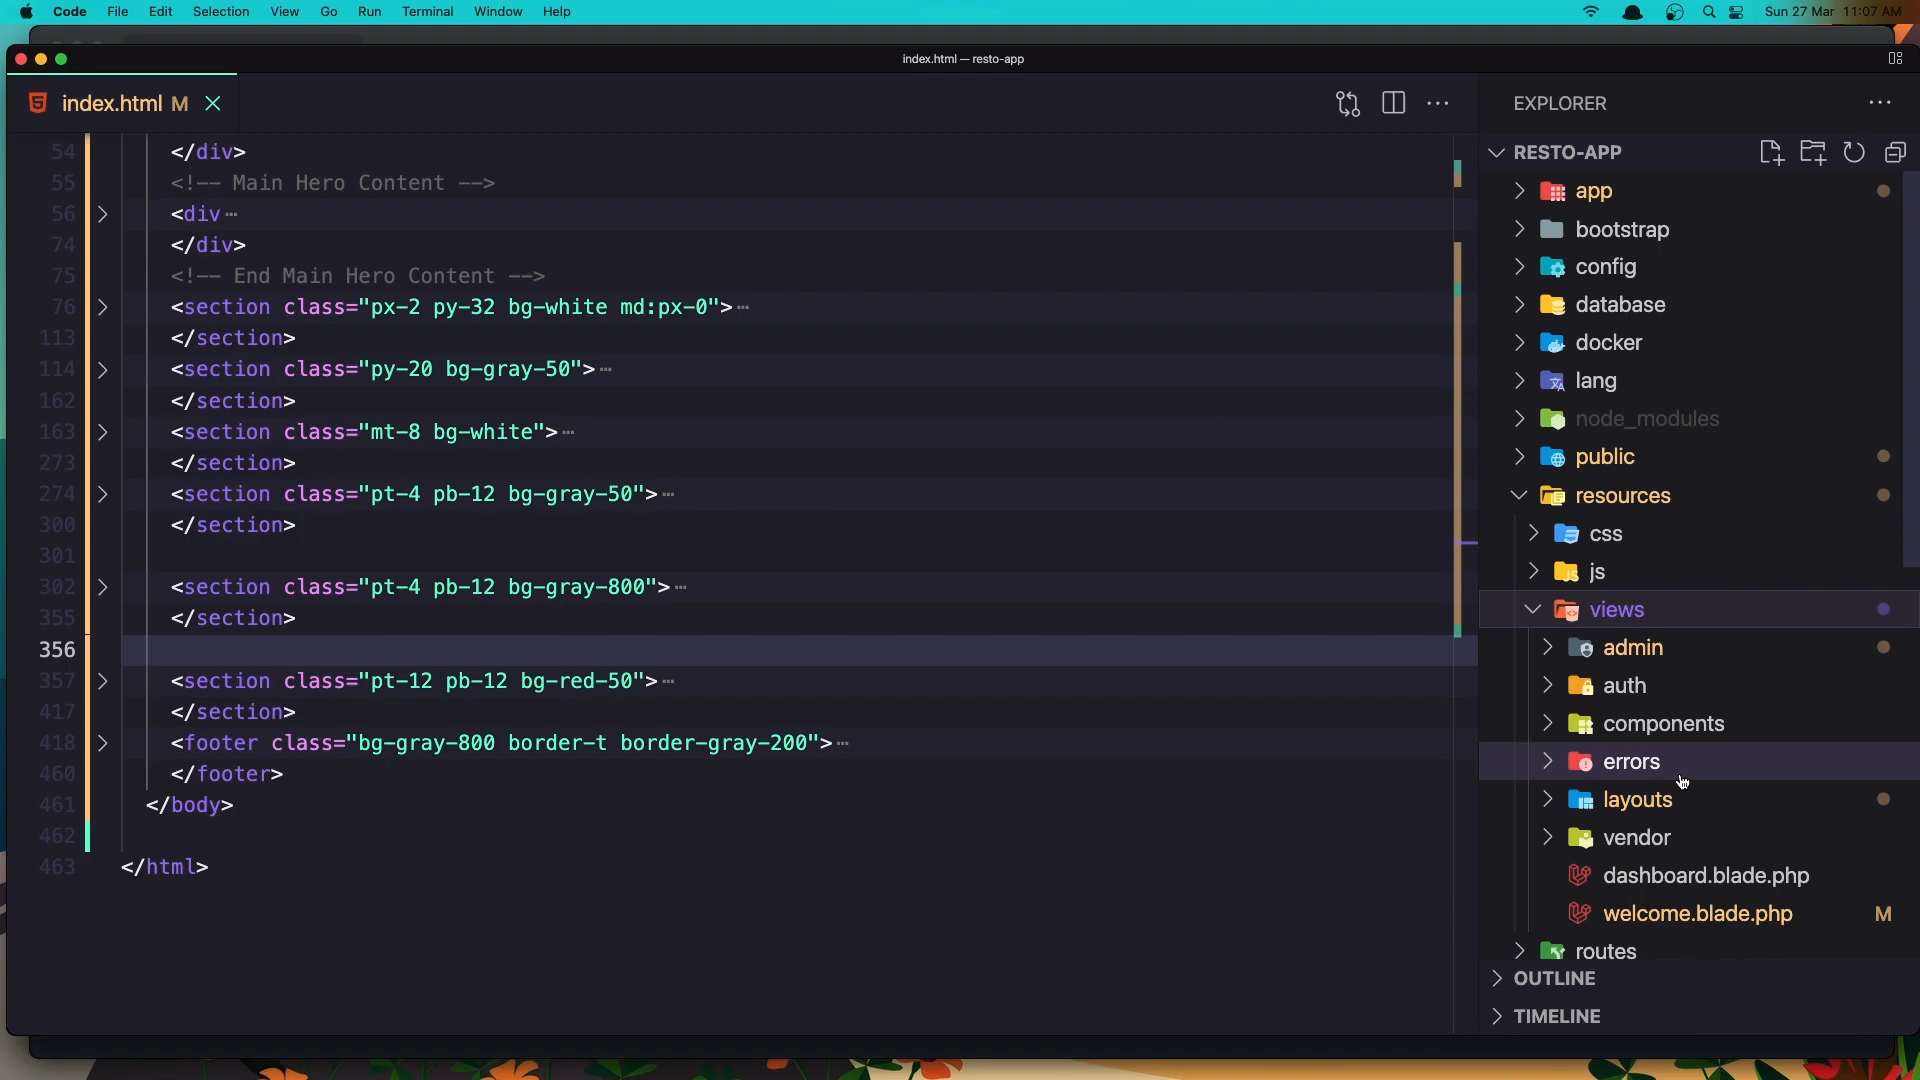 Code File Edit Selection View Go Run Terminal Window Help Sun 27 Mar 11:07 AM
index.html — resto-app
index.html M
EXPLORER
RESTO-APP
54 </div>
55 <!-- Main Hero Content -->
56 <div…
74 </div>
75 <!-- End Main Hero Content -->
76 <section class="px-2 py-32 bg-white md:px-0">…
113 </section>
114 <section class="py-20 bg-gray-50">…
162 </section>
163 <section class="mt-8 bg-white">…
273 </section>
274 <section class="pt-4 pb-12 bg-gray-50">…
300 </section>
301
302 <section class="pt-4 pb-12 bg-gray-800">…
355 </section>
356
357 <section class="pt-12 pb-12 bg-red-50">…
417 </section>
418 <footer class="bg-gray-800 border-t border-gray-200">…
460 </footer>
461 </body>
462
463 </html>
app
bootstrap
config
database
docker
lang
node_modules
public
resources
css
js
views
admin
auth
components
errors
layouts
vendor
dashboard.blade.php
welcome.blade.php M
routes
OUTLINE
TIMELINE